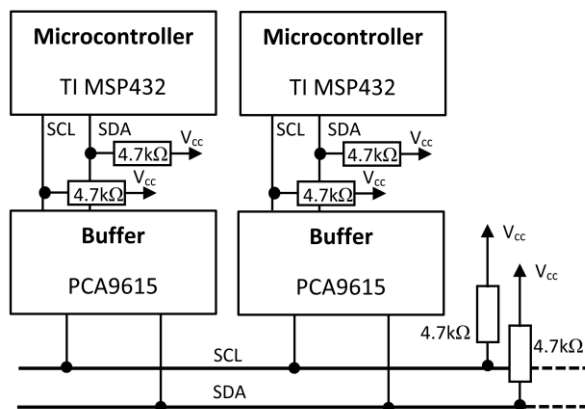 Microcontroller Microcontroller
TI MSP432 TI MSP432
SCL SDA SCL SDA
4.7kΩ Vcc 4.7kΩ Vcc
4.7kΩ Vcc 4.7kΩ Vcc
Buffer Buffer
PCA9615 PCA9615
Vcc
Vcc
4.7kΩ 4.7kΩ
SCL
SDA